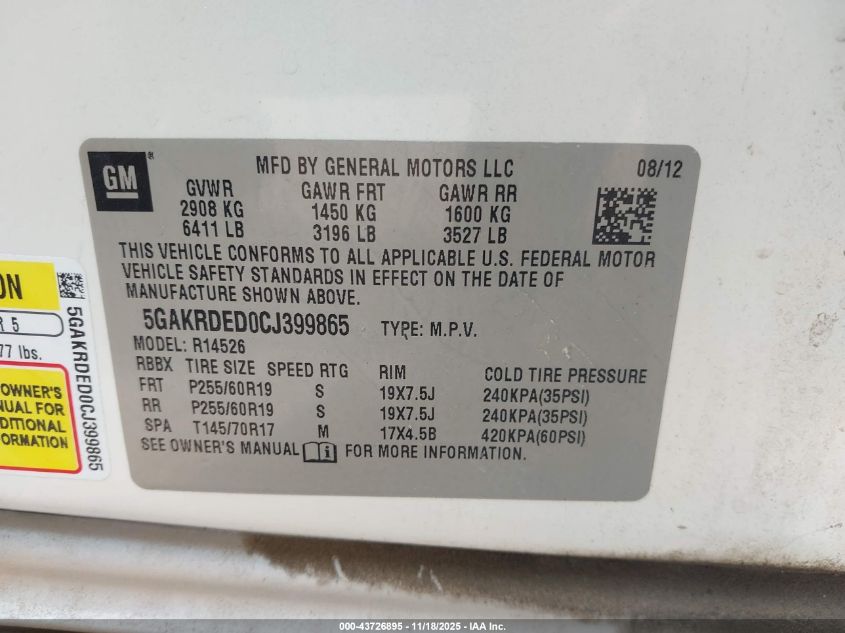 GM ®
MFD BY GENERAL MOTORS LLC 08/12
GVWR GAWR FRT GAWR RR
2908 KG 1450 KG 1600 KG
6411 LB 3196 LB 3527 LB
THIS VEHICLE CONFORMS TO ALL APPLICABLE U.S. FEDERAL MOTOR
VEHICLE SAFETY STANDARDS IN EFFECT ON THE DATE OF
MANUFACTURE SHOWN ABOVE.
5GAKRDED0CJ399865 TYPE: M.P.V.
MODEL: R14526
RBBX TIRE SIZE SPEED RTG RIM COLD TIRE PRESSURE
FRT P255/60R19 S 19X7.5J 240KPA(35PSI)
RR P255/60R19 S 19X7.5J 240KPA(35PSI)
SPA T145/70R17 M 17X4.5B 420KPA(60PSI)
SEE OWNER'S MANUAL i FOR MORE INFORMATION.
ON
R 5
77 lbs.
OWNER'S
NUAL FOR
DITIONAL
FORMATION
5GAKRDED0CJ399865
000-43726895 - 11/18/2025 - IAA Inc.